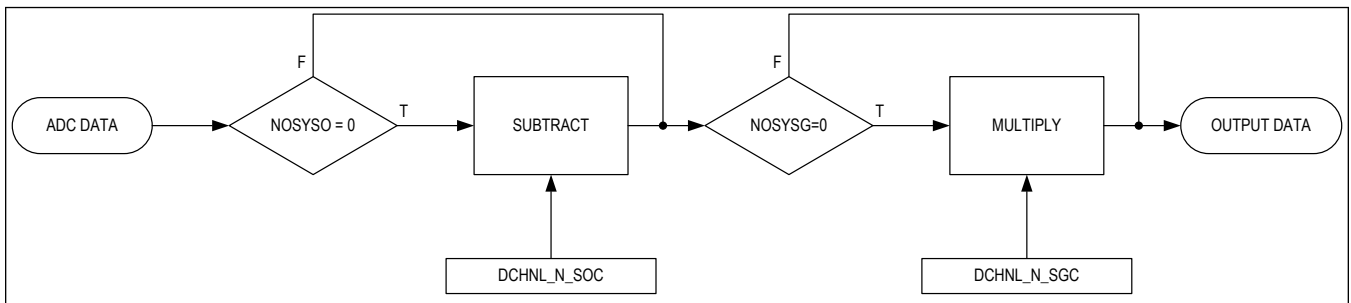 F
F
ADC DATA
NOSYSO = 0
T
SUBTRACT
NOSYSG=0
T
MULTIPLY
OUTPUT DATA
DCHNL_N_SOC
DCHNL_N_SGC